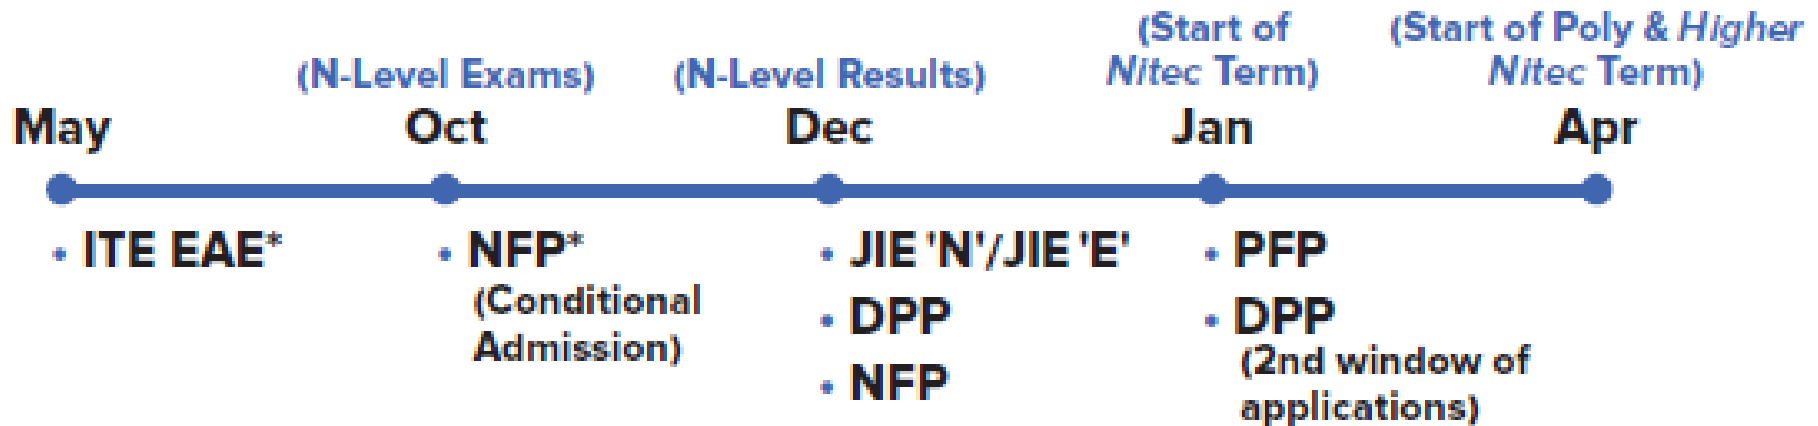 (N-Level Exams)
(N-Level Results)
(Start of
Nitec Term)
(Start of Poly & Higher
Nitec Term)
May
Oct
Dec
Jan
Apr
• ITE EAE*
• NFP*
(Conditional
Admission)
• JIE 'N'/JIE 'E'
• DPP
• NFP
• PFP
• DPP
(2nd window of
applications)